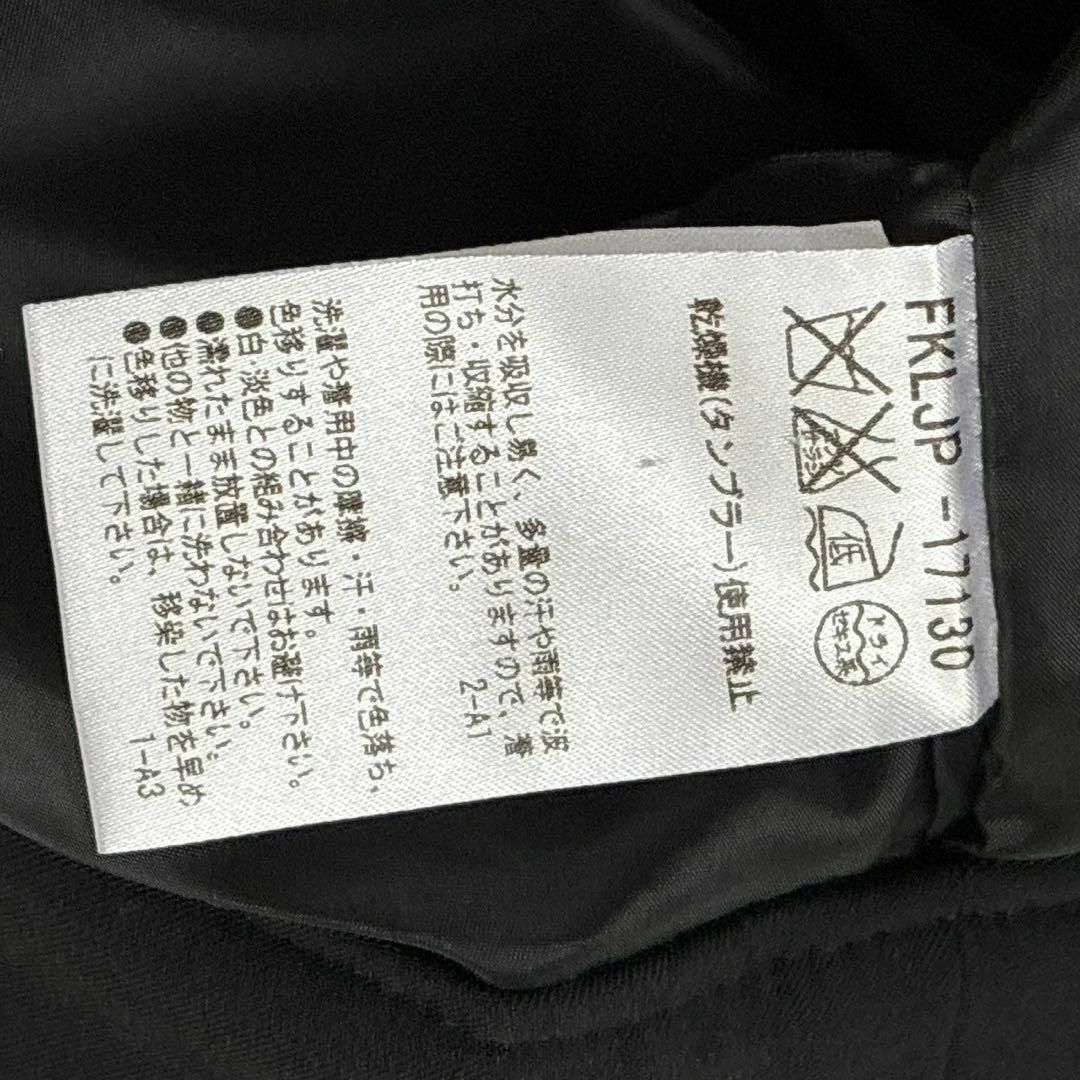 FKLJP-17130
低
ドライ
セキユ系
乾燥機(タンブラー)使用禁止
水分を吸収し易く、多量の汗や雨等で波
打ち・収縮することがありますので、着
用の際にはご注意下さい。
2-A1
洗濯や着用中の摩擦・汗・雨等で色落ち、
色移りすることがあります。
●白 淡色との組み合わせはお避け下さい。
●濡れたまま放置しないで下さい。
●他の物と一緒に洗わないで下さい。
●色移りした場合は、移染した物を早め
に洗濯して下さい。
1-A3